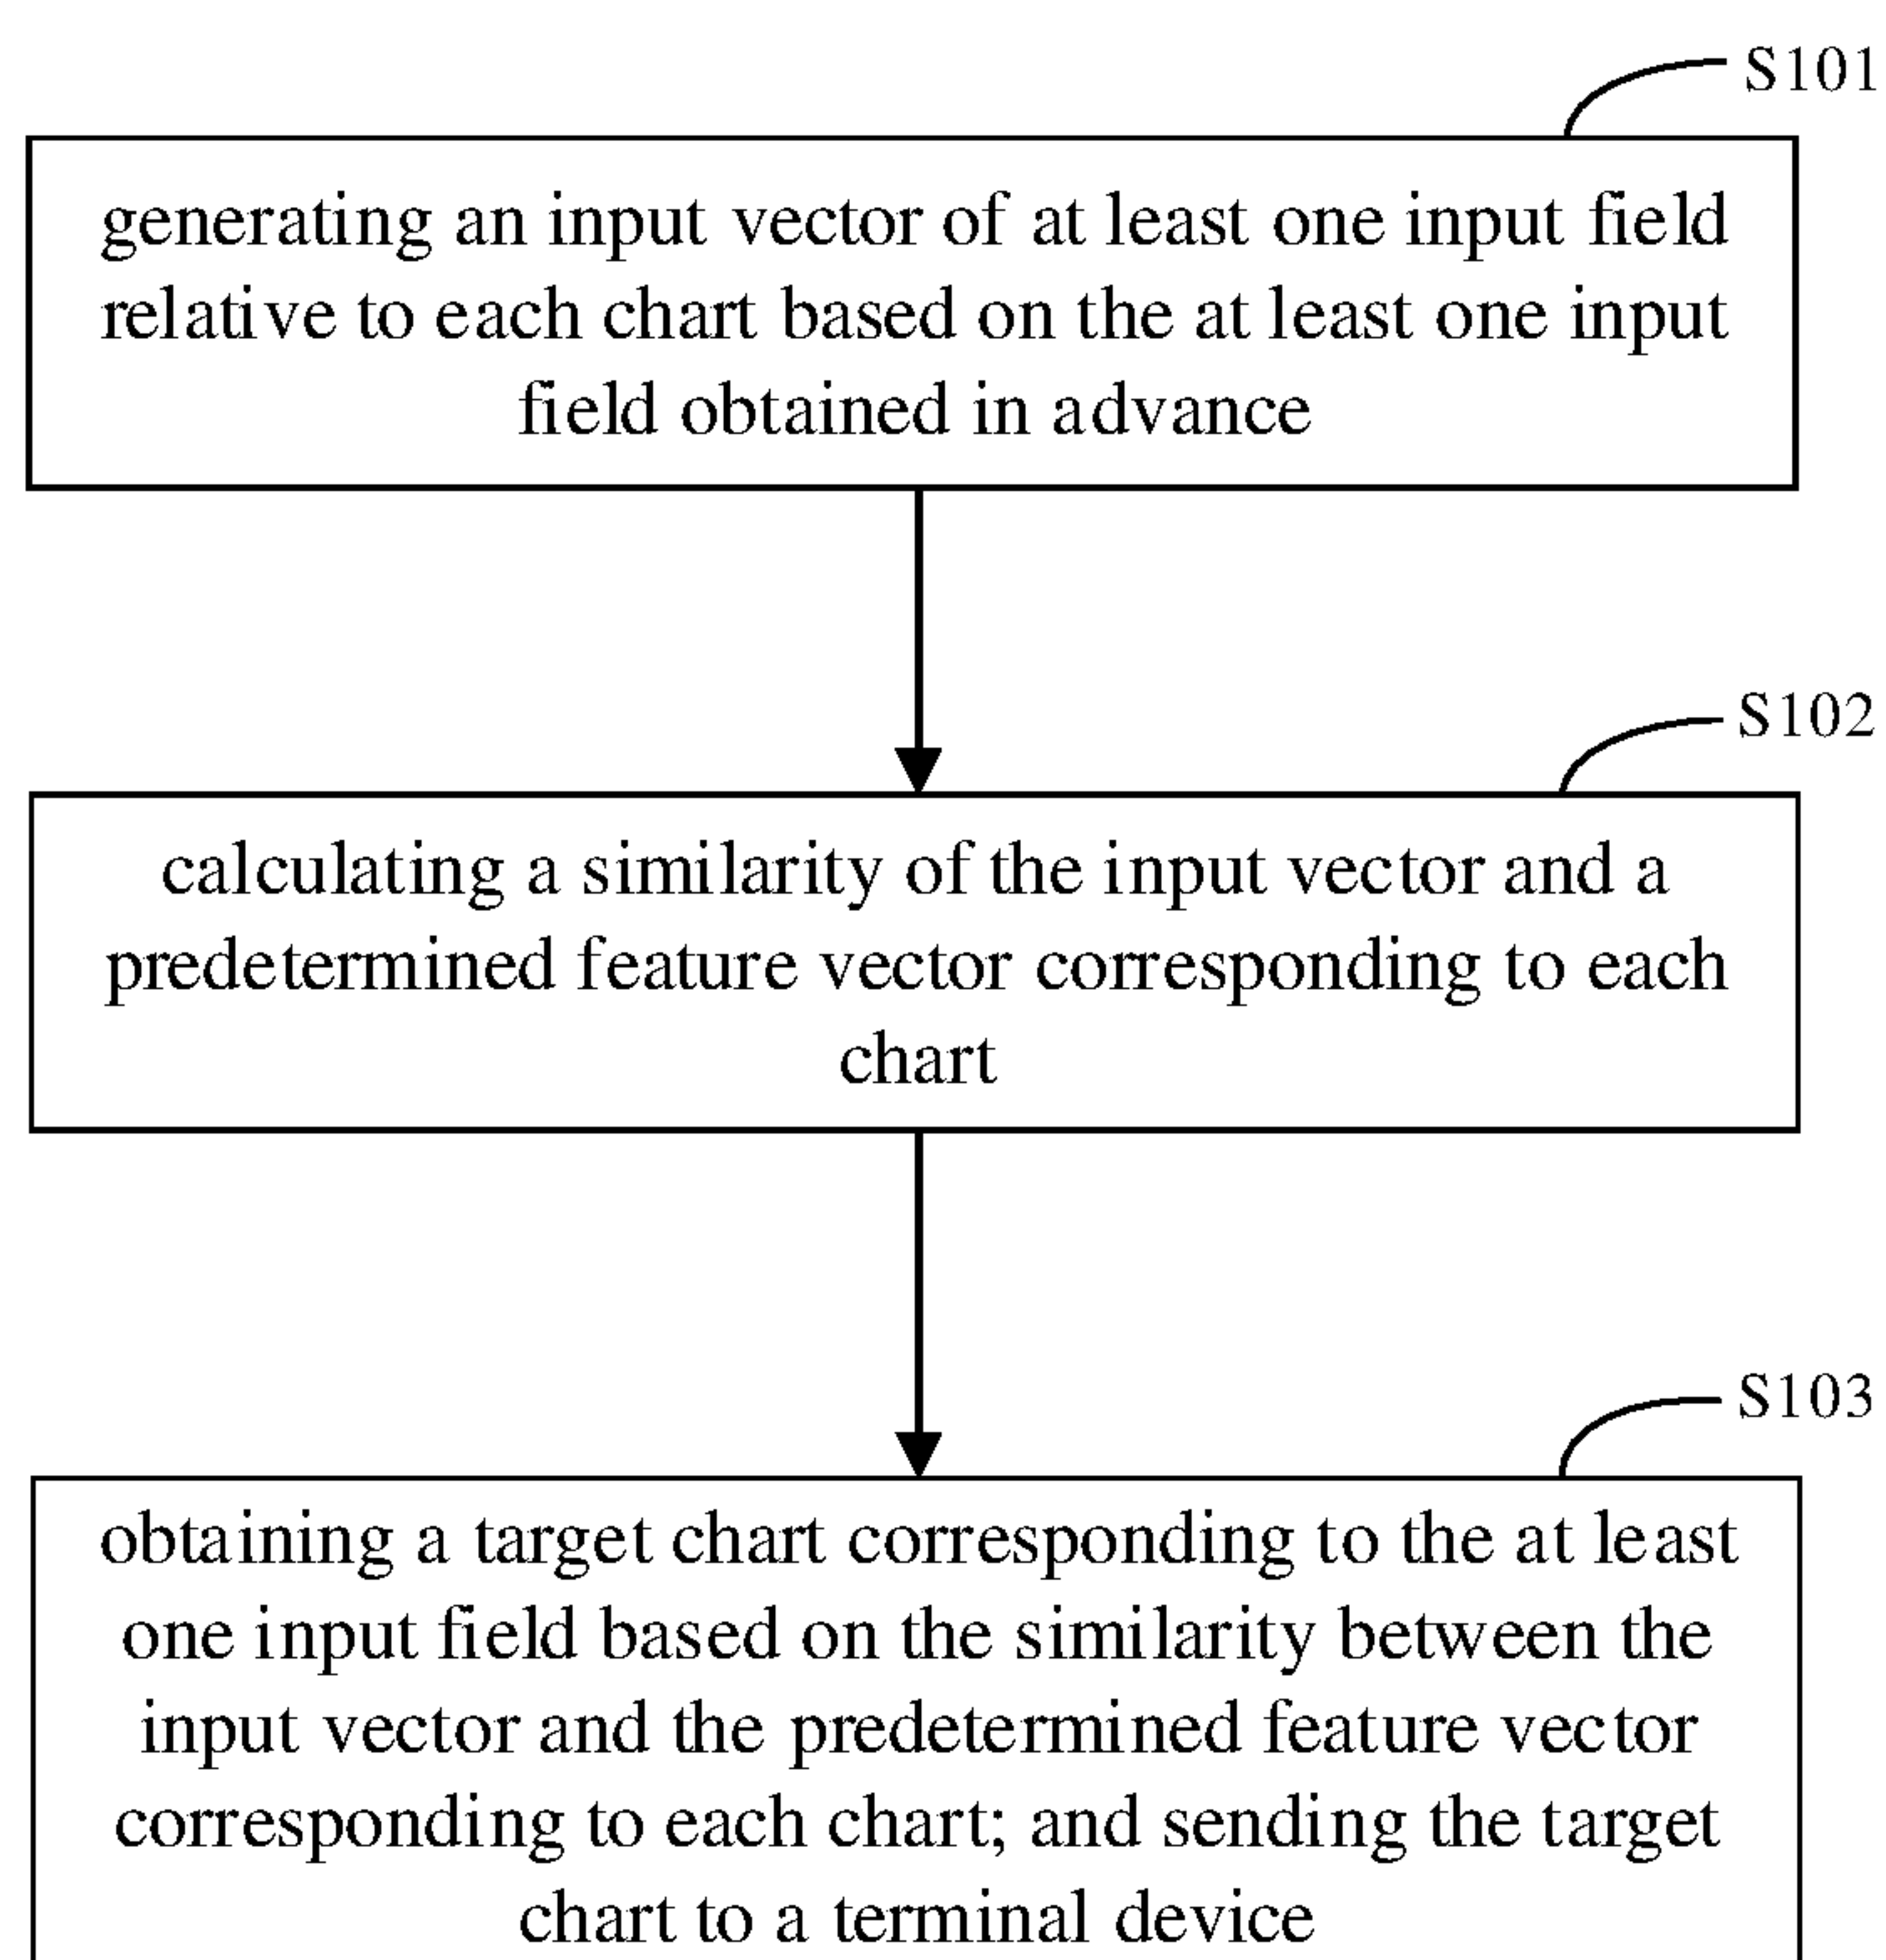 S101
generating an input vector of at least one input field
relative to each chart based on the at least one input
field obtained in advance
S102
calculating a similarity of the input vector and a
predetermined feature vector corresponding to each
chart
S103
obtaining a target chart corresponding to the at least
one input field based on the similarity between the
input vector and the predetermined feature vector
corresponding to each chart; and sending the target
chart to a terminal device